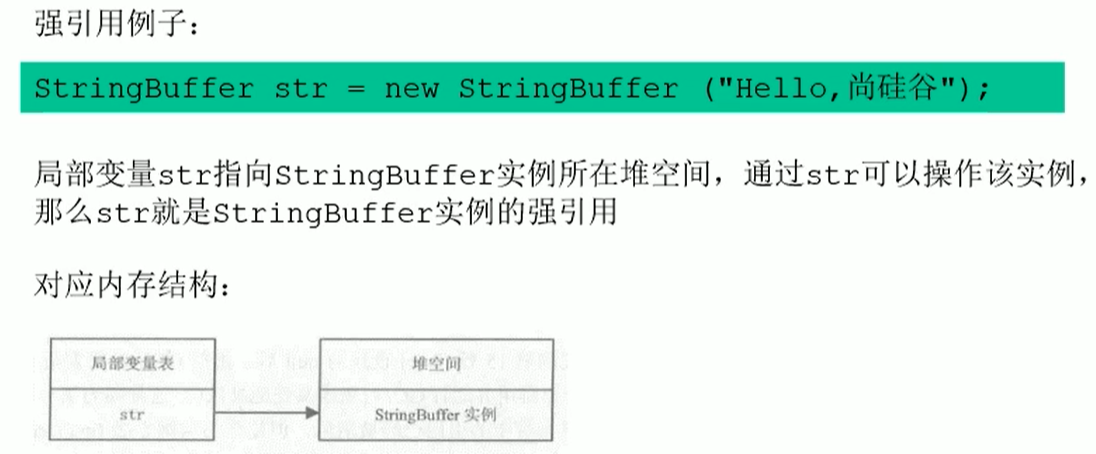 强引用例子：
StringBuffer str = new StringBuffer ("Hello,尚硅谷");
局部变量str指向StringBuffer实例所在堆空间，通过str可以操作该实例，
那么str就是StringBuffer实例的强引用
对应内存结构：
局部变量表
堆空间
str
StringBuffer 实例